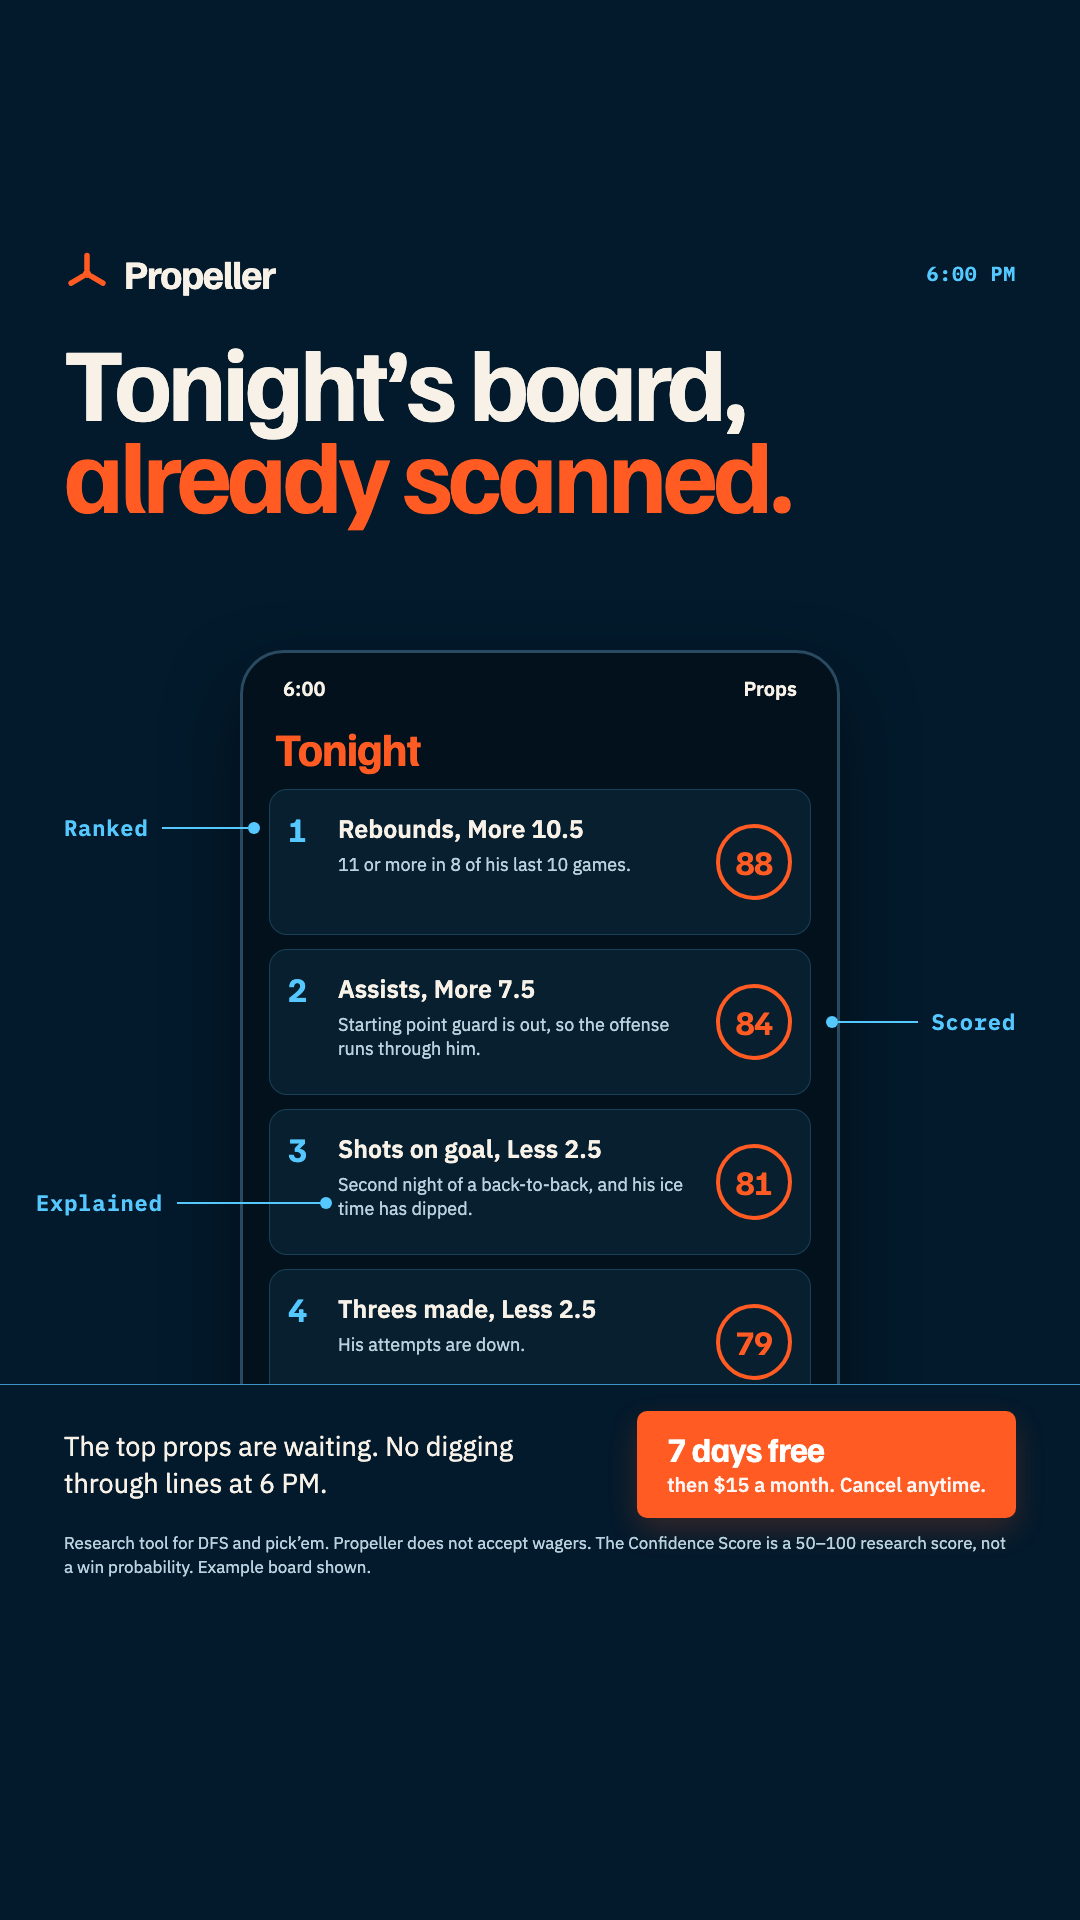 Propeller
6:00 PM
Tonight’s board,
already scanned.
6:00
Props
Tonight
Ranked
1
Rebounds, More 10.5
11 or more in 8 of his last 10 games.
88
2
Assists, More 7.5
Starting point guard is out, so the offense
runs through him.
84
Scored
3
Shots on goal, Less 2.5
Second night of a back-to-back, and his ice
time has dipped.
81
Explained
4
Threes made, Less 2.5
His attempts are down.
79
The top props are waiting. No digging
through lines at 6 PM.
7 days free
then $15 a month. Cancel anytime.
Research tool for DFS and pick’em. Propeller does not accept wagers. The Confidence Score is a 50–100 research score, not
a win probability. Example board shown.